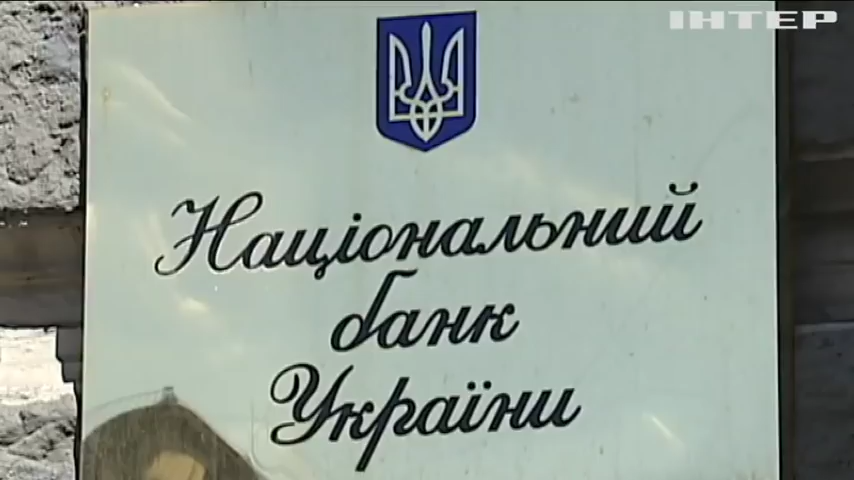 ІНТЕР
Національний
банк
України